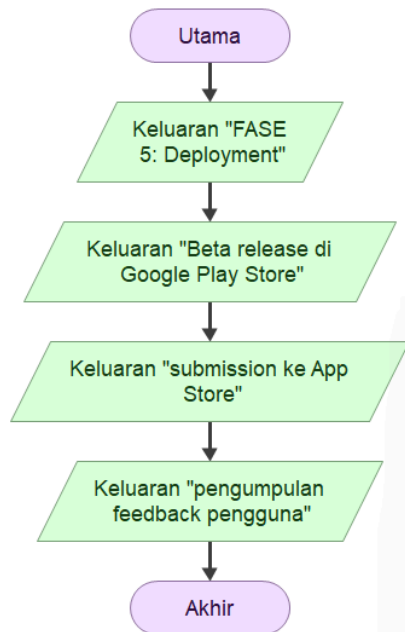 Utama
Keluaran "FASE
5: Deployment"
Keluaran "Beta release di
Google Play Store"
Keluaran "submission ke App
Store"
Keluaran "pengumpulan
feedback pengguna"
Akhir